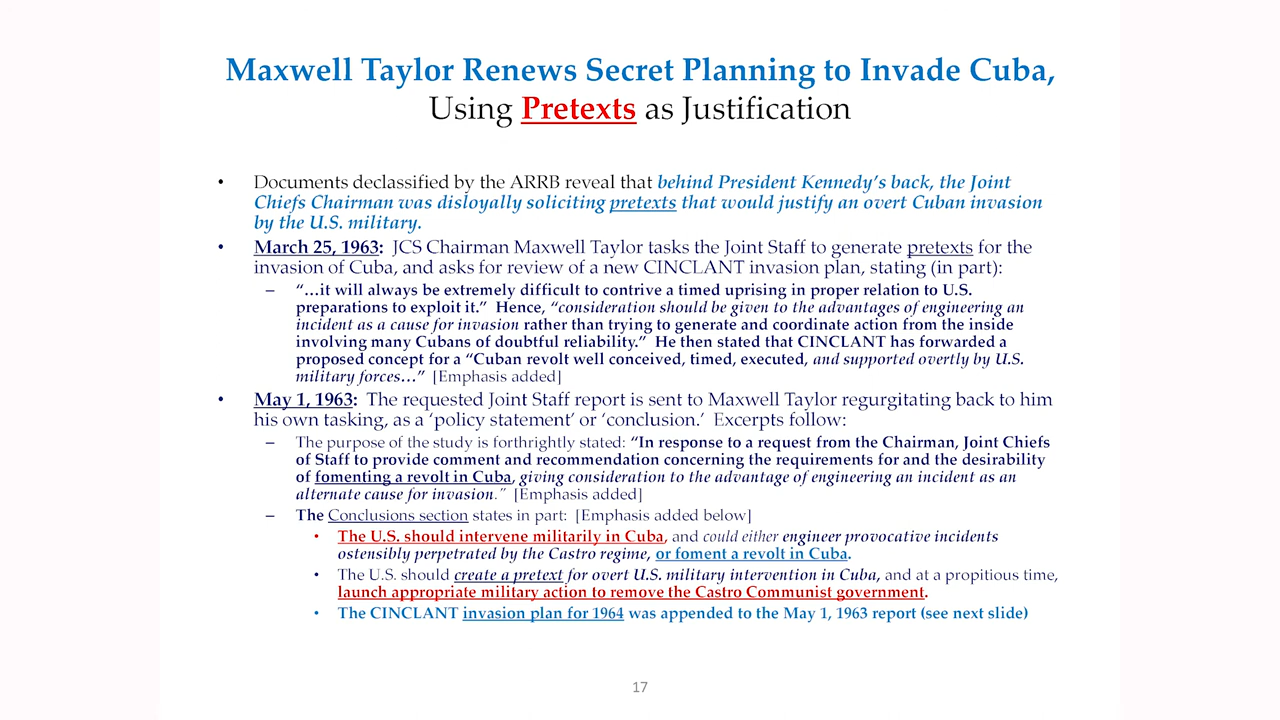 Maxwell Taylor Renews Secret Planning to Invade Cuba,
Using Pretexts as Justification
• Documents declassified by the ARRB reveal that behind President Kennedy's back, the Joint
Chiefs Chairman was disloyally soliciting pretexts that would justify an overt Cuban invasion
by the U.S. military.
• March 25, 1963: JCS Chairman Maxwell Taylor tasks the Joint Staff to generate pretexts for the
invasion of Cuba, and asks for review of a new CINCLANT invasion plan, stating (in part):
– “…it will always be extremely difficult to contrive a timed uprising in proper relation to U.S.
preparations to exploit it.” Hence, “consideration should be given to the advantages of engineering an
incident as a cause for invasion rather than trying to generate and coordinate action from the inside
involving many Cubans of doubtful reliability.” He then stated that CINCLANT has forwarded a
proposed concept for a “Cuban revolt well conceived, timed, executed, and supported overtly by U.S.
military forces…” [Emphasis added]
• May 1, 1963: The requested Joint Staff report is sent to Maxwell Taylor regurgitating back to him
his own tasking, as a ‘policy statement’ or ‘conclusion.’ Excerpts follow:
– The purpose of the study is forthrightly stated: “In response to a request from the Chairman, Joint Chiefs
of Staff to provide comment and recommendation concerning the requirements for and the desirability
of fomenting a revolt in Cuba, giving consideration to the advantage of engineering an incident as an
alternate cause for invasion.” [Emphasis added]
– The Conclusions section states in part: [Emphasis added below]
• The U.S. should intervene militarily in Cuba, and could either engineer provocative incidents
ostensibly perpetrated by the Castro regime, or foment a revolt in Cuba.
• The U.S. should create a pretext for overt U.S. military intervention in Cuba, and at a propitious time,
launch appropriate military action to remove the Castro Communist government.
• The CINCLANT invasion plan for 1964 was appended to the May 1, 1963 report (see next slide)
17